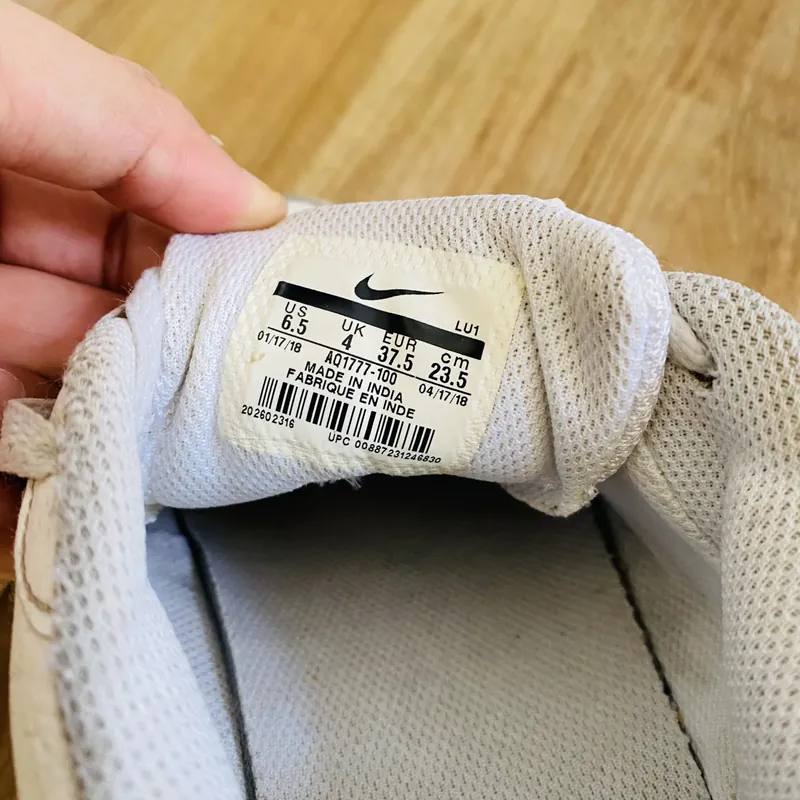 LU1
US UK EUR cm
6.5 4 37.5 23.5
01/17/18 AQ1777-100 04/17/18
MADE IN INDIA
FABRIQUE EN INDE
202602316
UPC 00887231246830